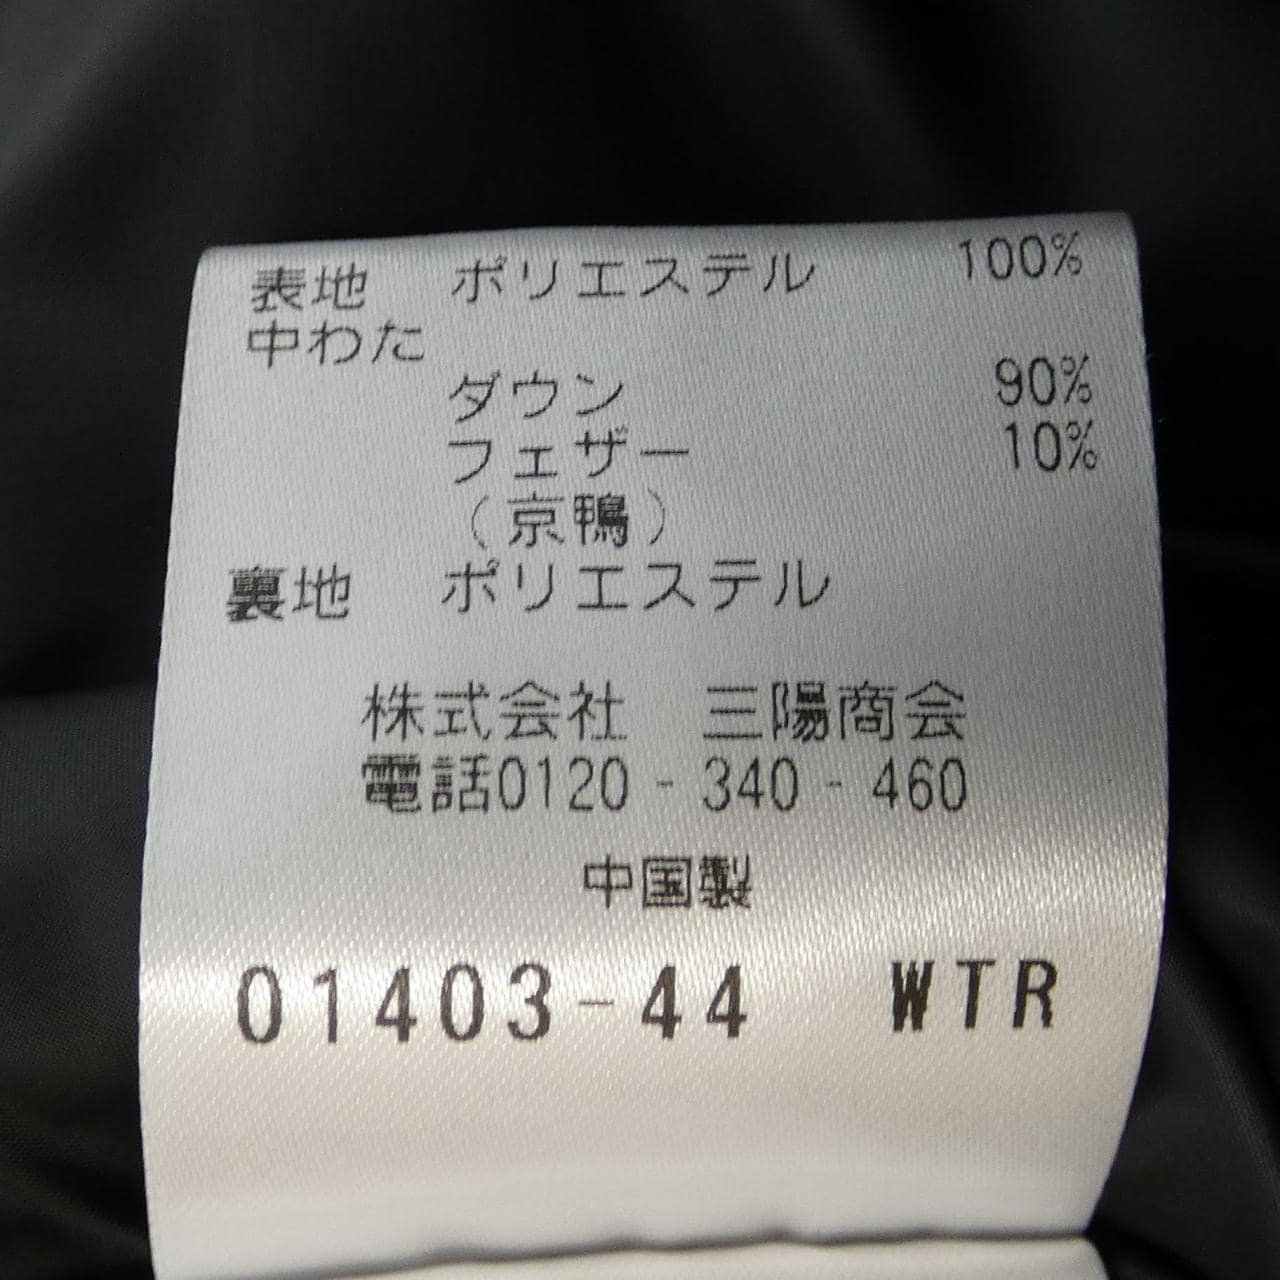 表地 ポリエステル 100%
中わた
ダウン 90%
フェザー 10%
(京鴨)
裏地 ポリエステル
株式会社 三陽商会
電話0120-340-460
中国製
01403-44 WTR